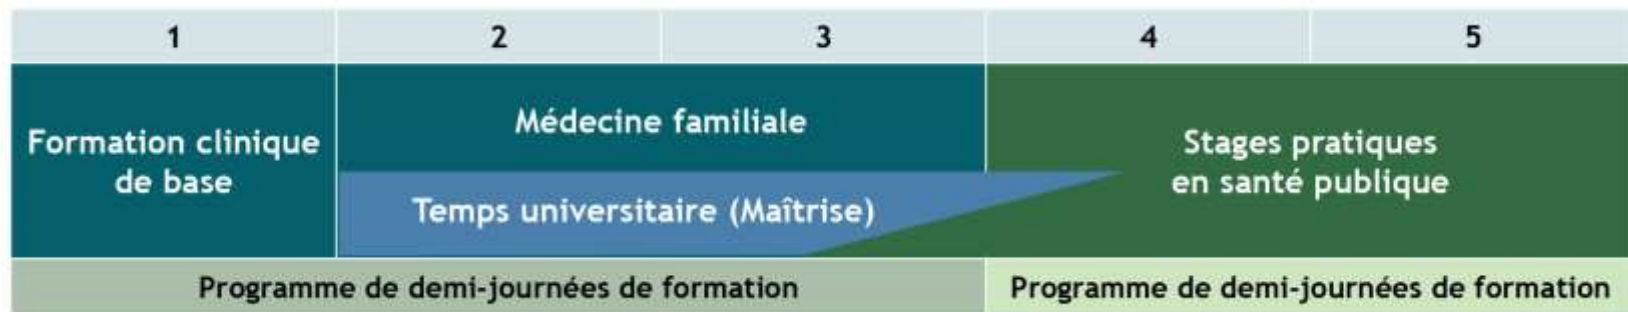 1
2
3
4
5
Formation clinique
de base
Médecine familiale
Temps universitaire (Maîtrise)
Stages pratiques
en santé publique
Programme de demi-journées de formation
Programme de demi-journées de formation